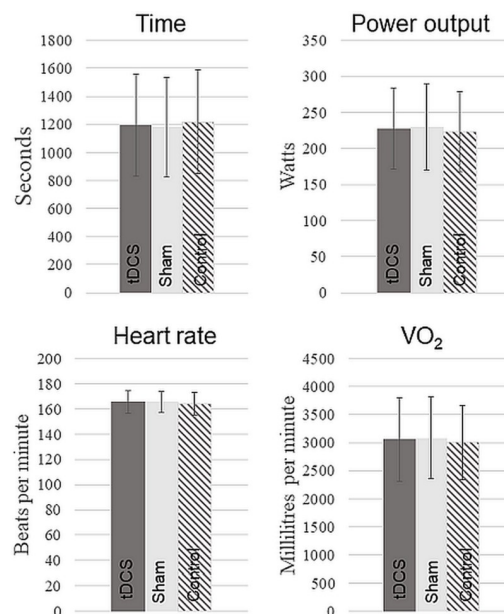 Time
1800
1600
1400
1200
1000
800
600
400
200
0
Seconds
tDCS
Sham
Control
Power output
350
300
250
200
150
100
50
0
Watts
tDCS
Sham
Control
Heart rate
200
180
160
140
120
100
80
60
40
20
0
Beats per minute
tDCS
Sham
Control
VO₂
4500
4000
3500
3000
2500
2000
1500
1000
500
0
Millilitres per minute
tDCS
Sham
Control